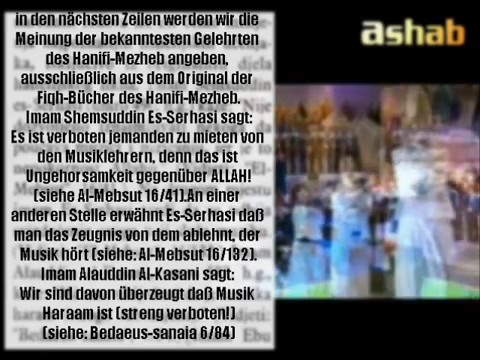 in den nächsten Zeilen werden wir die
Meinung der bekanntesten Gelehrten
des Hanifi-Mezheb angeben,
ausschließlich aus dem Original der
Fiqh-Bücher des Hanifi-Mezheb.
Imam Shemsuddin Es-Serhasi sagt:
Es ist verboten jemanden zu mieten von
den Musiklehrern, denn das ist
Ungehorsamkeit gegenüber ALLAH!
(siehe Al-Mebsut 16/41).An einer
anderen Stelle erwähnt Es-Serhasi daß
man das Zeugnis von dem ablehnt, der
Musik hört (siehe: Al-Mebsut 16/132).
Imam Alauddin Al-Kasani sagt:
Wir sind davon überzeugt daß Musik
Haraam ist (streng verboten!)
(siehe: Bedaeus-sanaia 6/84)
ashab